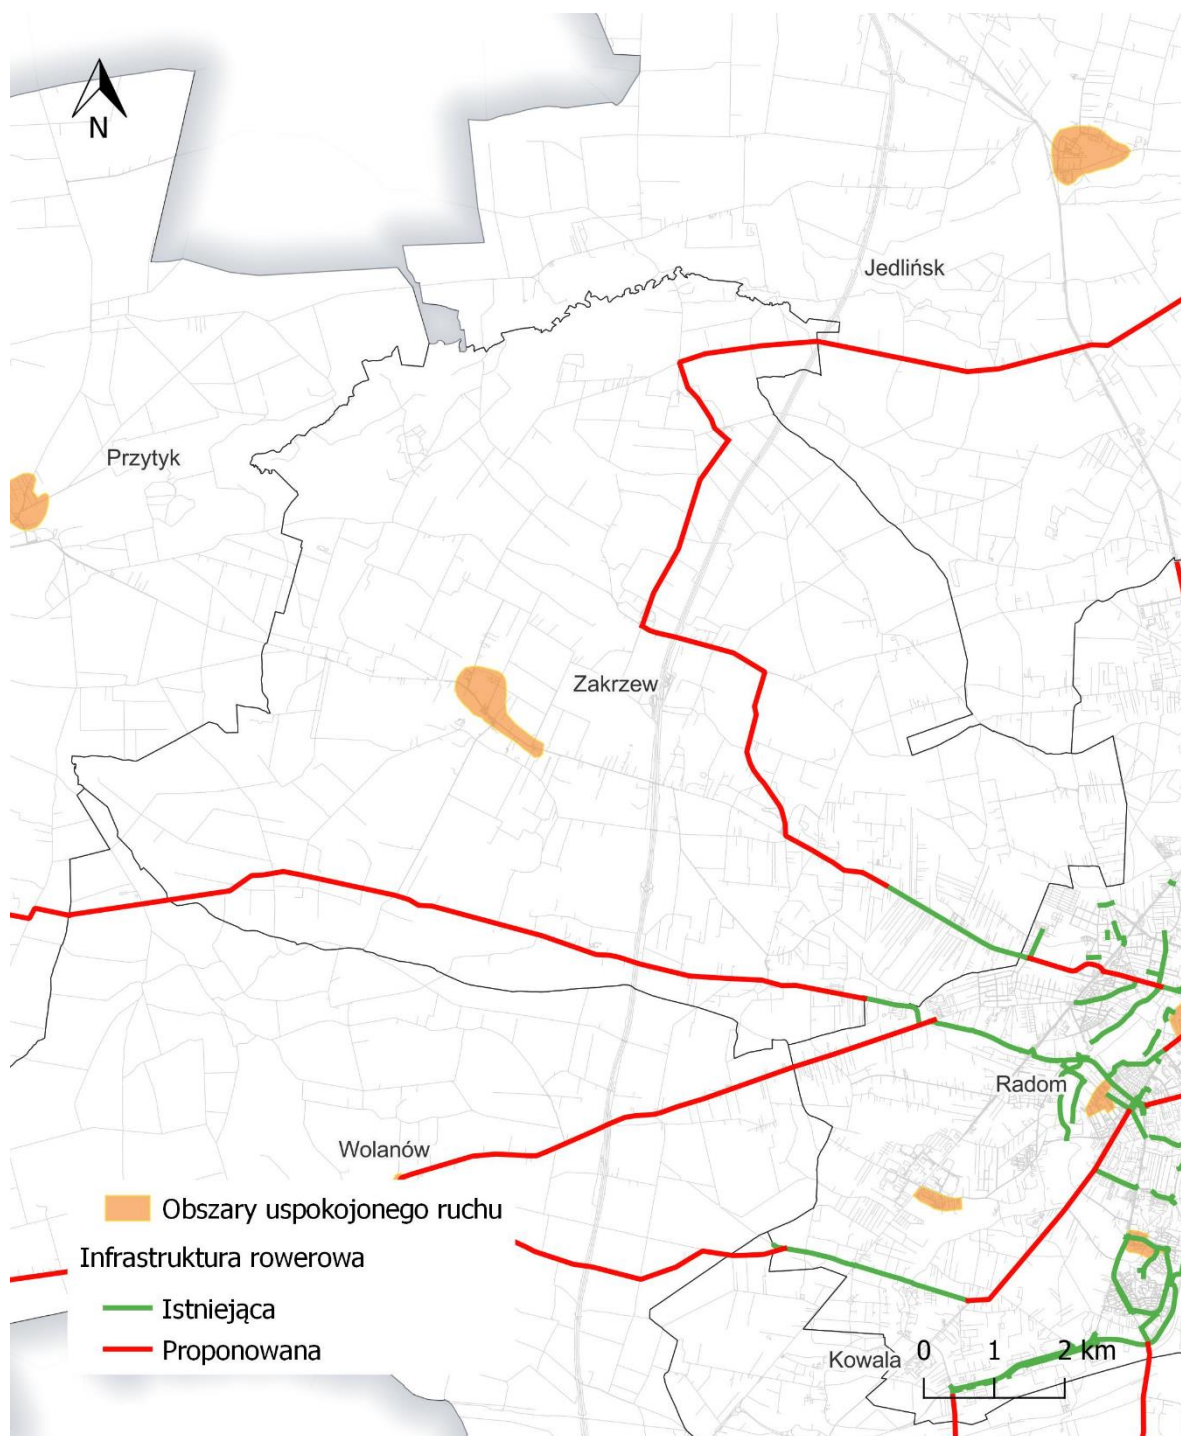 N
Jedlińsk
Przytyk
Zakrzew
Radom
Wolanów
Obszary uspokojonego ruchu
Infrastruktura rowerowa
Istniejąca
Proponowana
Kowala
0 1 2 km